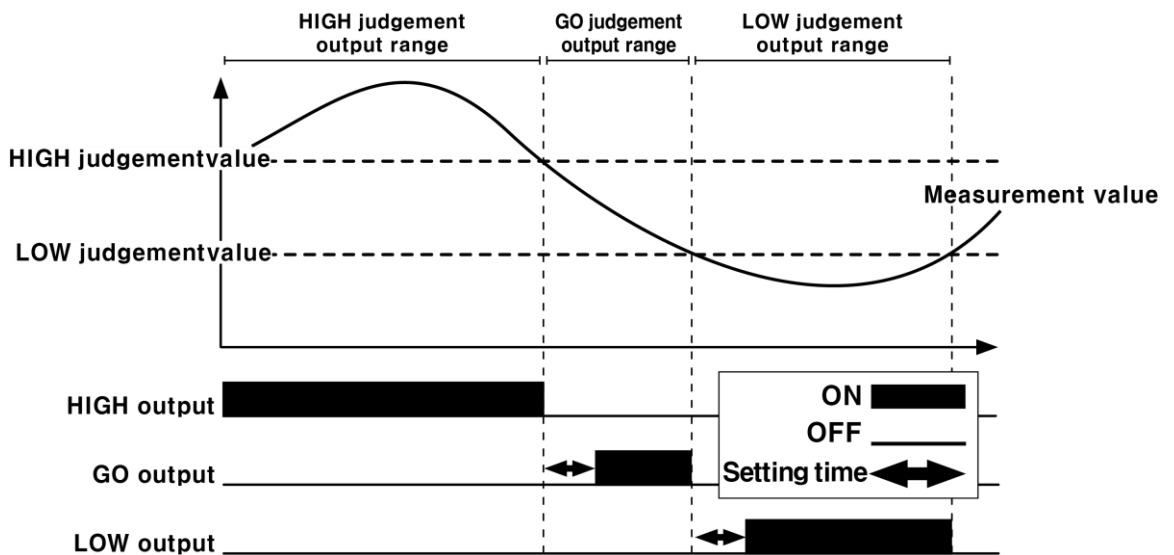 HIGH judgement
output range
GO judgement
output range
LOW judgement
output range
HIGH judgementvalue
Measurement value
LOW judgementvalue
HIGH output
ON
OFF
GO output
Setting time
LOW output